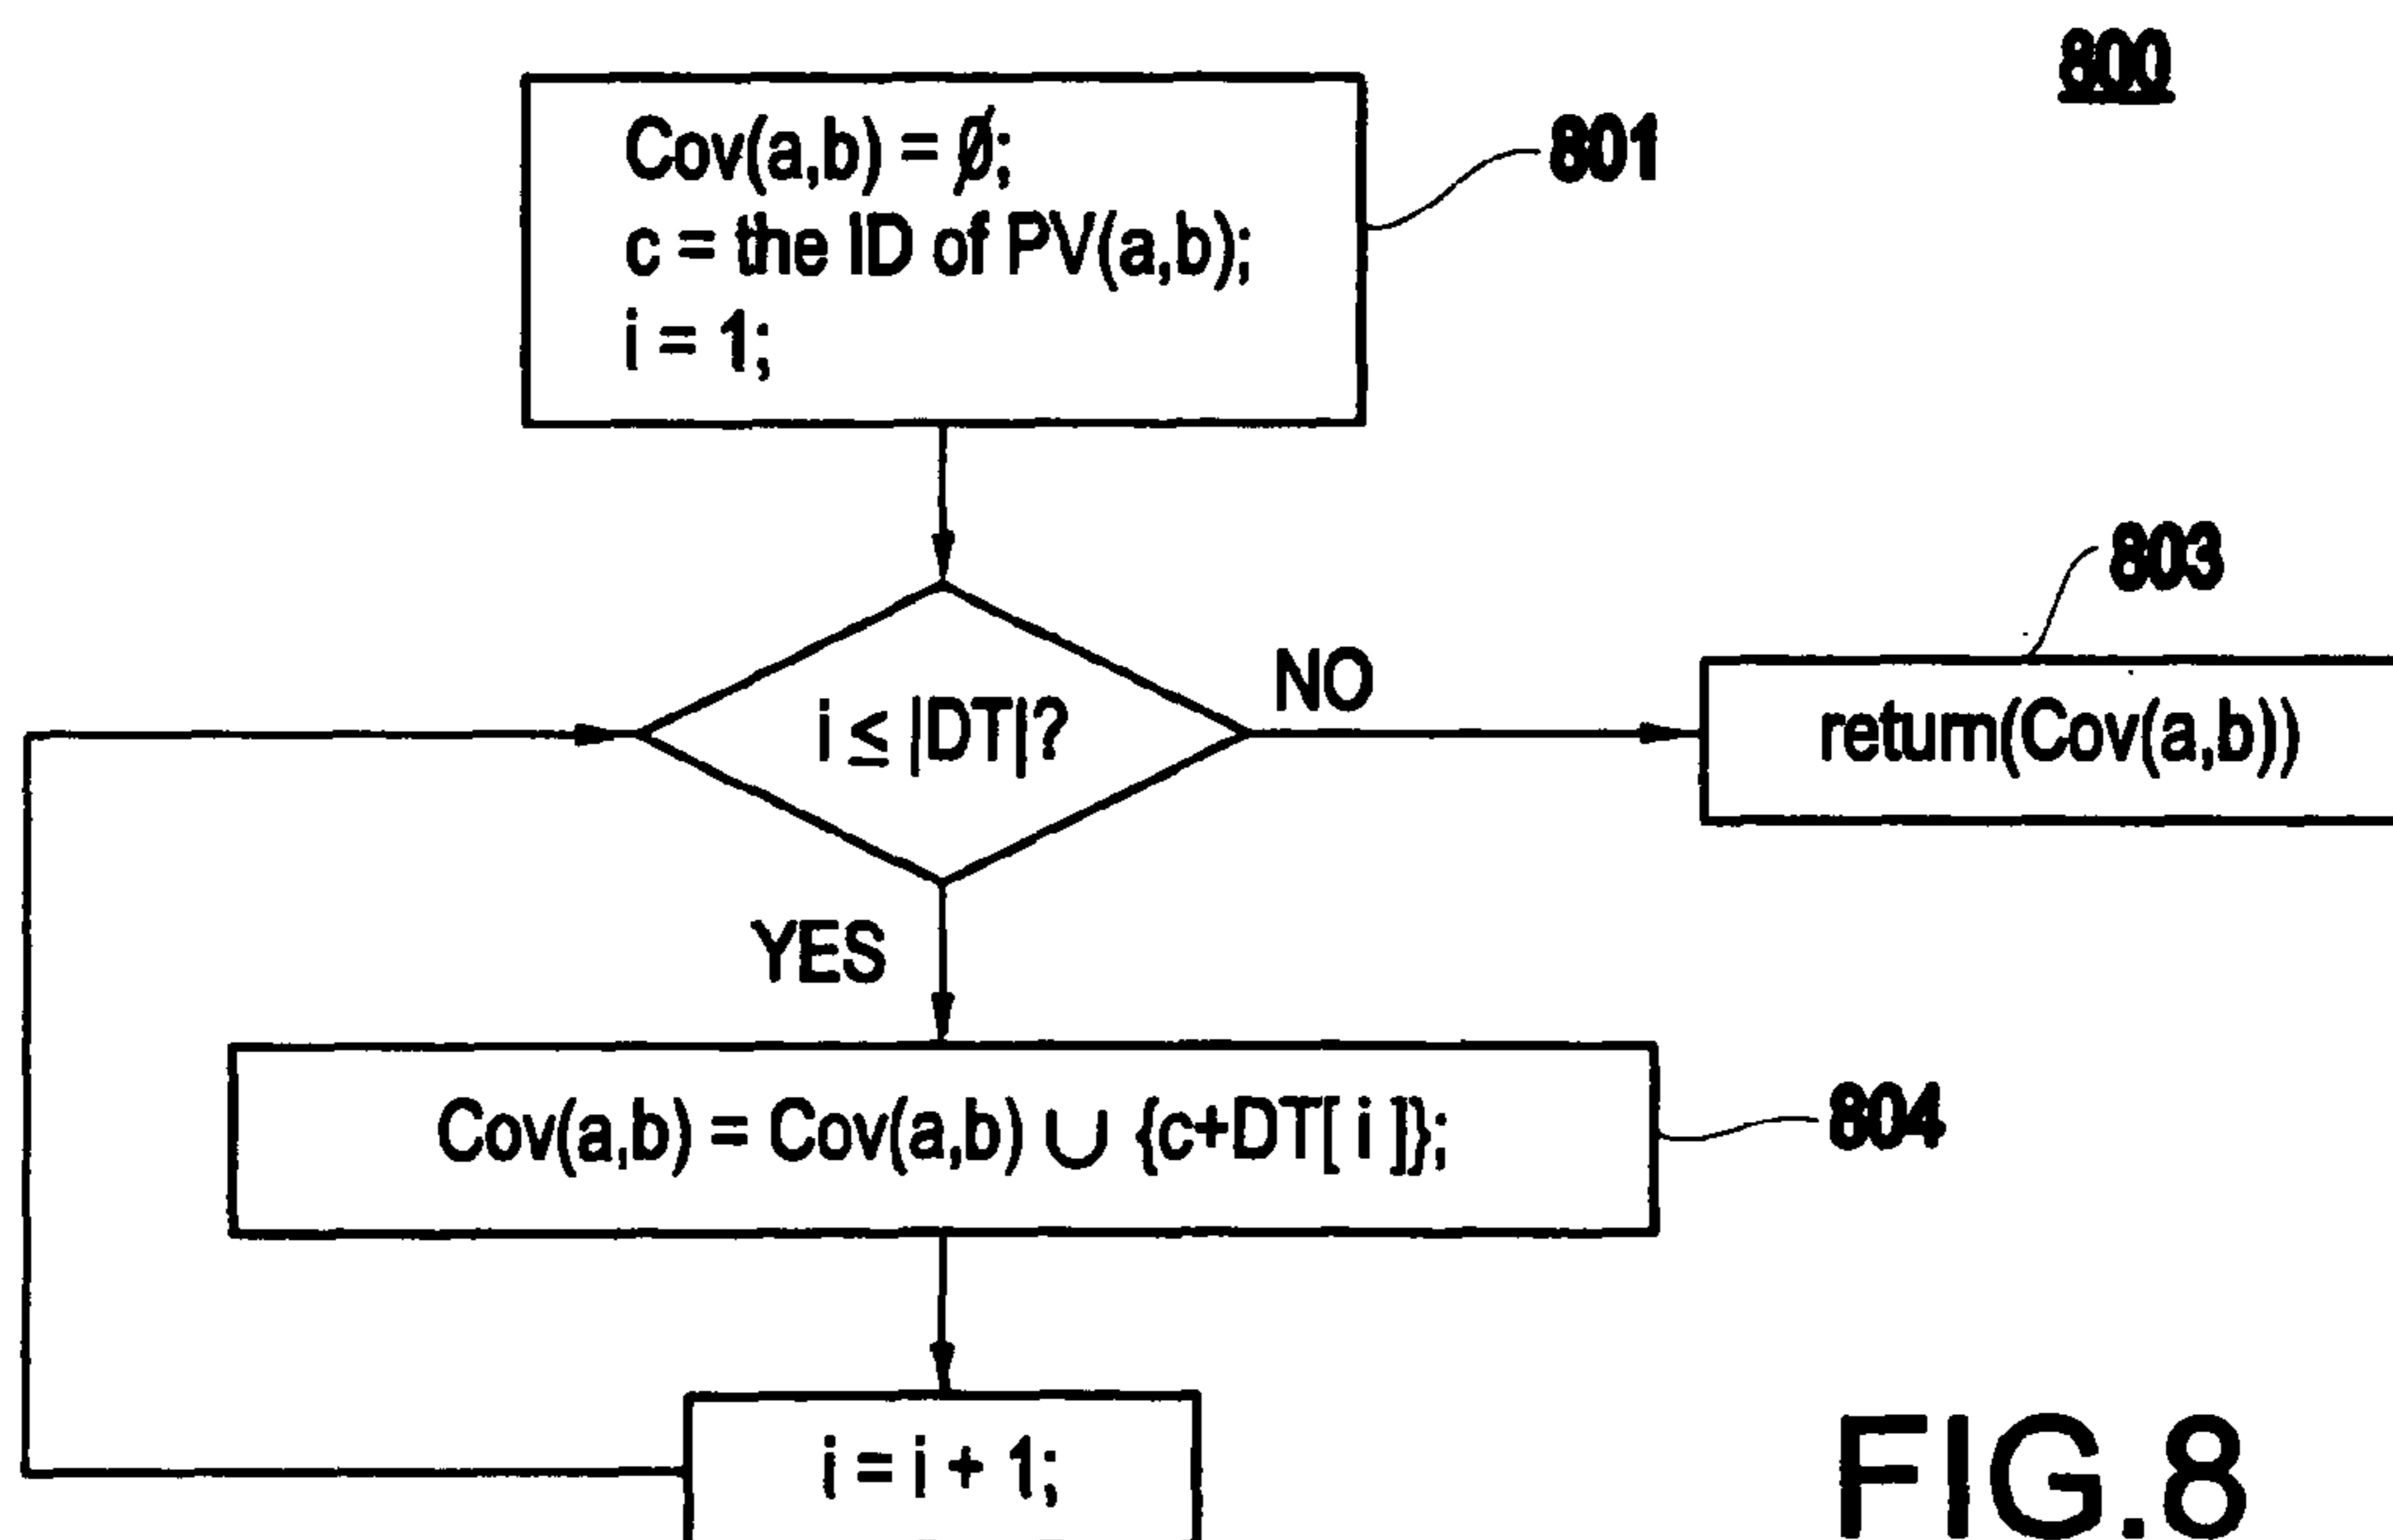 800
Cov(a,b) = ∅;
c = the ID of PV(a,b);
i = 1;
801
i ≤ |DT|?
NO
803
return(Cov(a,b))
YES
Cov(a,b) = Cov(a,b) ∪ {c+DT[ i ]};
804
i = i + 1;
FIG.8